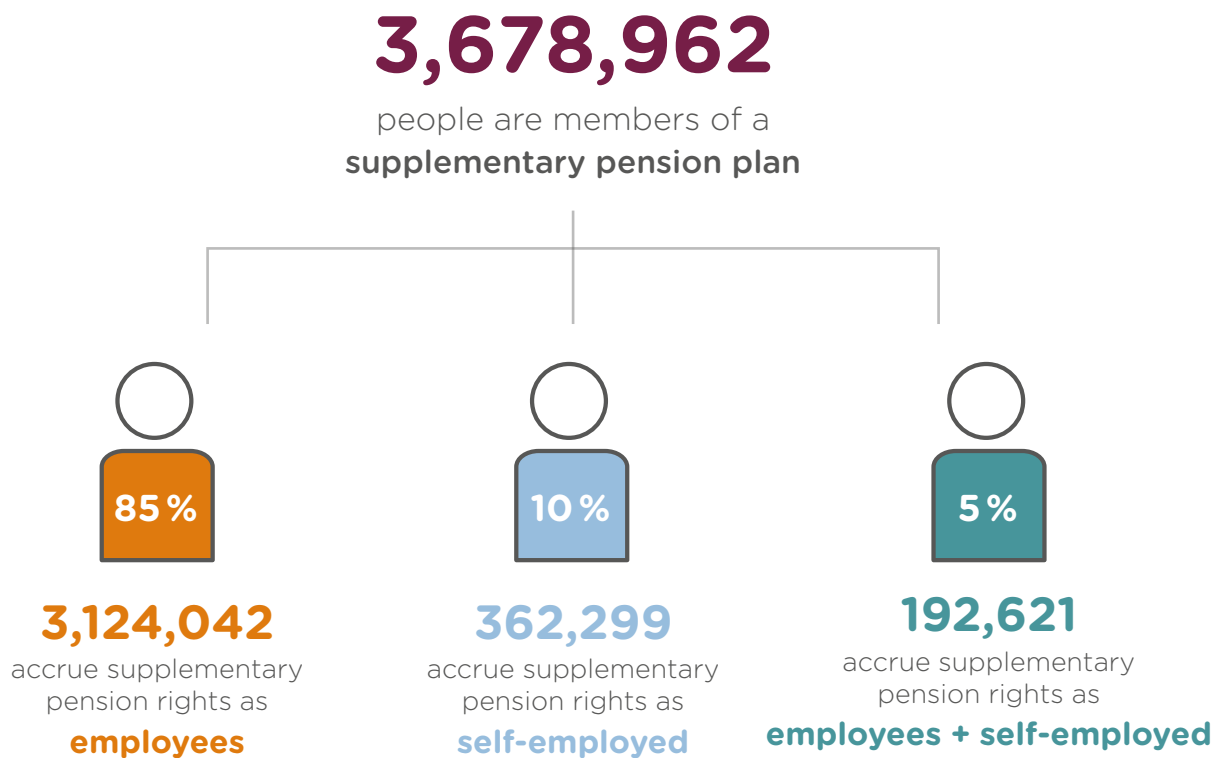 3,678,962
people are members of a
supplementary pension plan
85 %
10 %
5 %
3,124,042
accrue supplementary
pension rights as
employees
362,299
accrue supplementary
pension rights as
self-employed
192,621
accrue supplementary
pension rights as
employees + self-employed